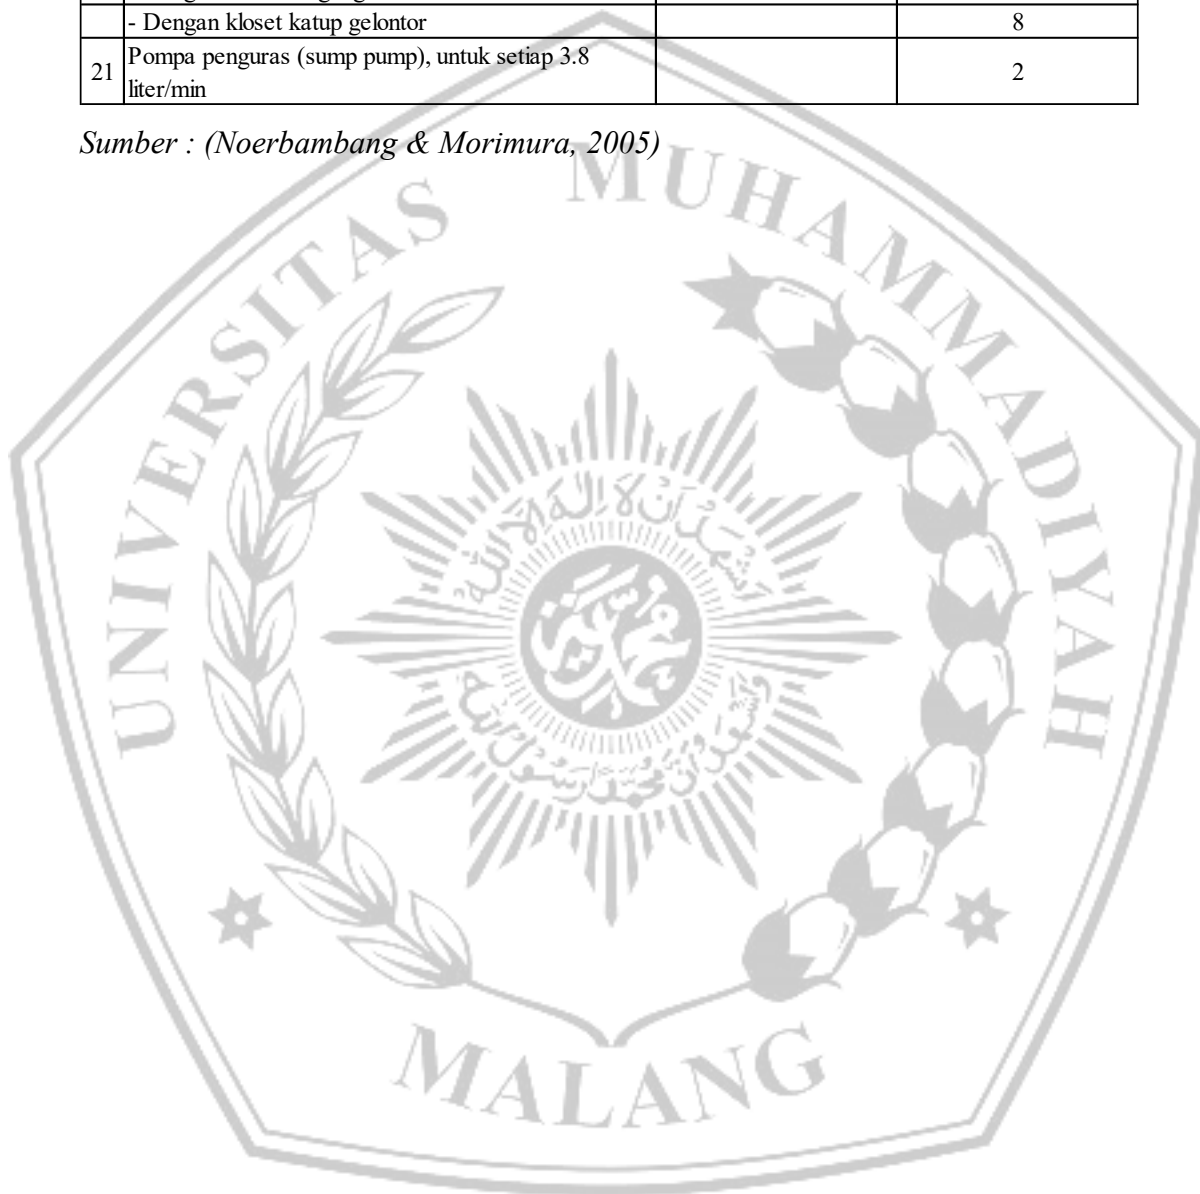 - Dengan kloset katup gelontor 8
21 Pompa penguras (sump pump), untuk setiap 3.8
liter/min 2
Sumber : (Noerbambang & Morimura, 2005)
UNIVERSITAS MUHAMMADIYAH
MALANG